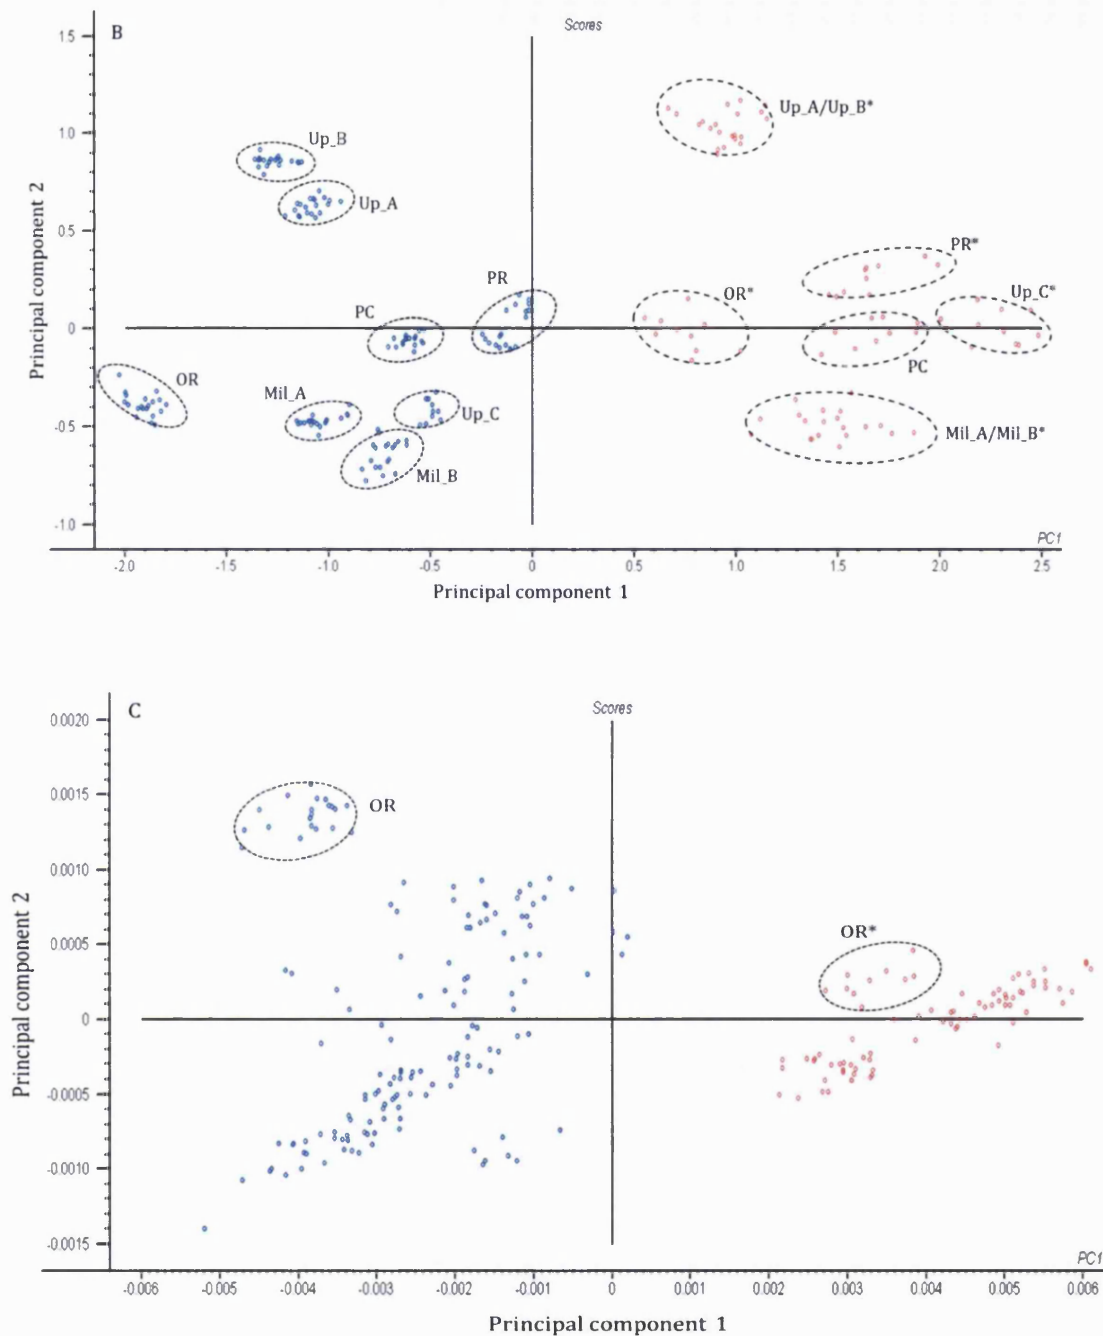 B
Scores
1.5
Up_A/Up_B*
Up_B
1.0
Up_A
0.5
PR*
PR
OR*
Up_C*
PC
0
OR
Mil_A
Up_C
PC
-0.5
Mil_A/Mil_B*
Mil_B
-1.0
PC1
-2.0 -1.5 -1.0 -0.5 0 0.5 1.0 1.5 2.0 2.5
Principal component 1
Principal component 2
C
Scores
0.0020
0.0015
OR
0.0010
OR*
0.0005
0
-0.0005
-0.0010
-0.0015
PC1
-0.006 -0.005 -0.004 -0.003 -0.002 -0.001 0 0.001 0.002 0.003 0.004 0.005 0.006
Principal component 1
Principal component 2